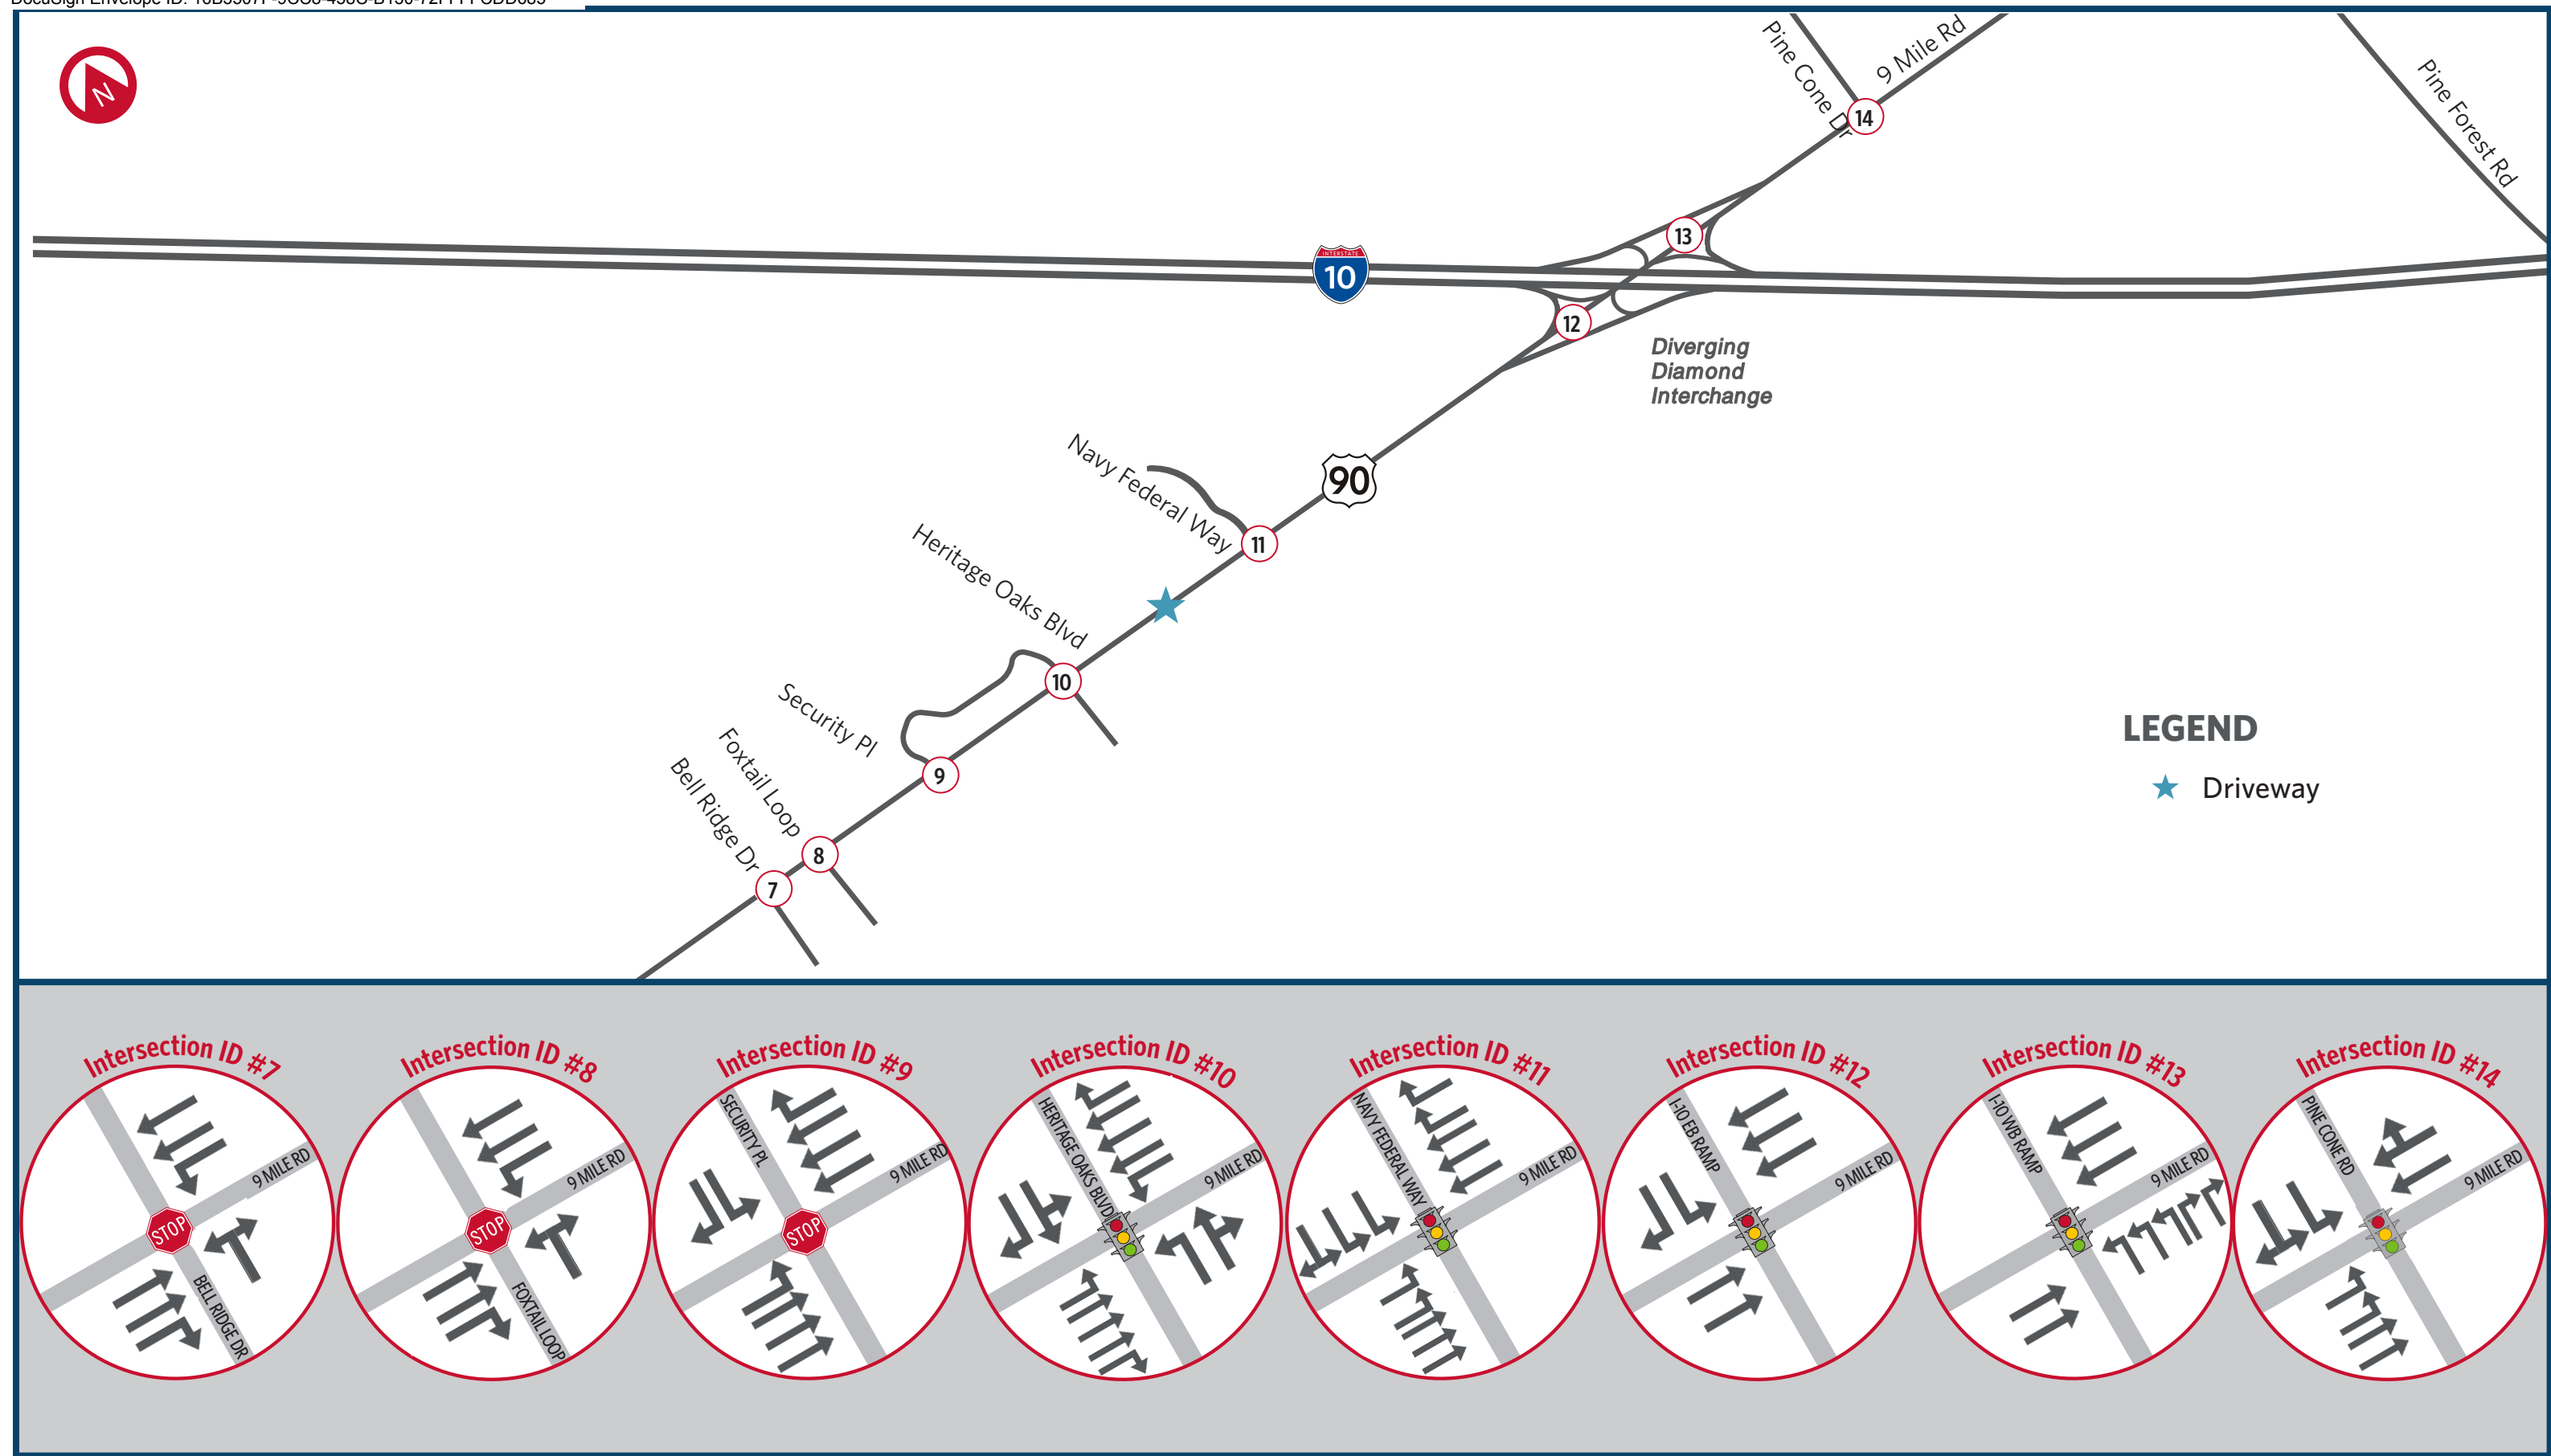 N
Pine Cone Dr
9 Mile Rd
Pine Forest Rd
14
13
INTERSTATE
10
12
Diverging
Diamond
Interchange
90
Navy Federal Way
11
Heritage Oaks Blvd
10
Security Pl
9
Foxtail Loop
8
Bell Ridge Dr
7
LEGEND
Driveway
Intersection ID #7
9 MILE RD
STOP
BELL RIDGE DR
Intersection ID #8
9 MILE RD
STOP
FOXTAIL LOOP
Intersection ID #9
SECURITY PL
9 MILE RD
STOP
Intersection ID #10
HERITAGE OAKS BLVD
9 MILE RD
Intersection ID #11
NAVY FEDERAL WAY
9 MILE RD
Intersection ID #12
I-10 EB RAMP
9 MILE RD
Intersection ID #13
I-10 WB RAMP
9 MILE RD
Intersection ID #14
PINE CONE RD
9 MILE RD